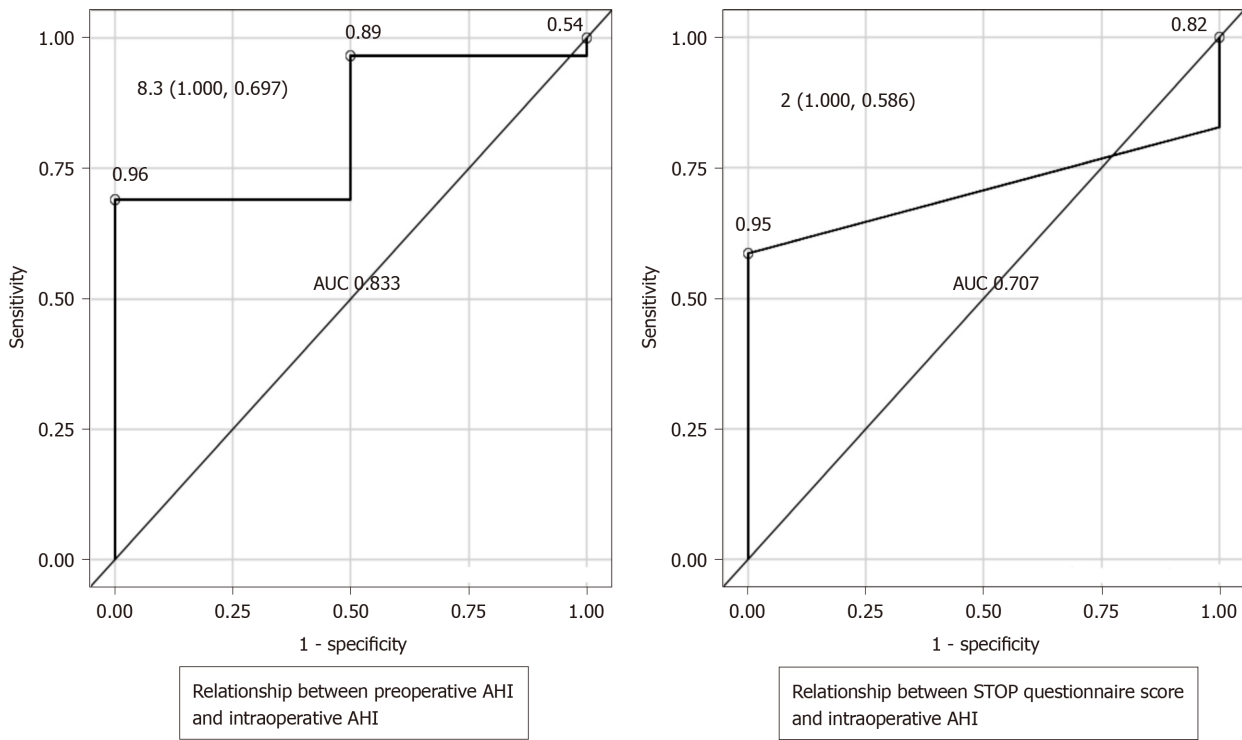 1.00
0.75
0.50
0.25
0.00
Sensitivity
0.89
0.54
8.3 (1.000, 0.697)
0.96
AUC 0.833
0.00
0.25
0.50
0.75
1.00
1 - specificity
Relationship between preoperative AHI
and intraoperative AHI
1.00
0.75
0.50
0.25
0.00
Sensitivity
0.82
2 (1.000, 0.586)
0.95
AUC 0.707
0.00
0.25
0.50
0.75
1.00
1 - specificity
Relationship between STOP questionnaire score
and intraoperative AHI